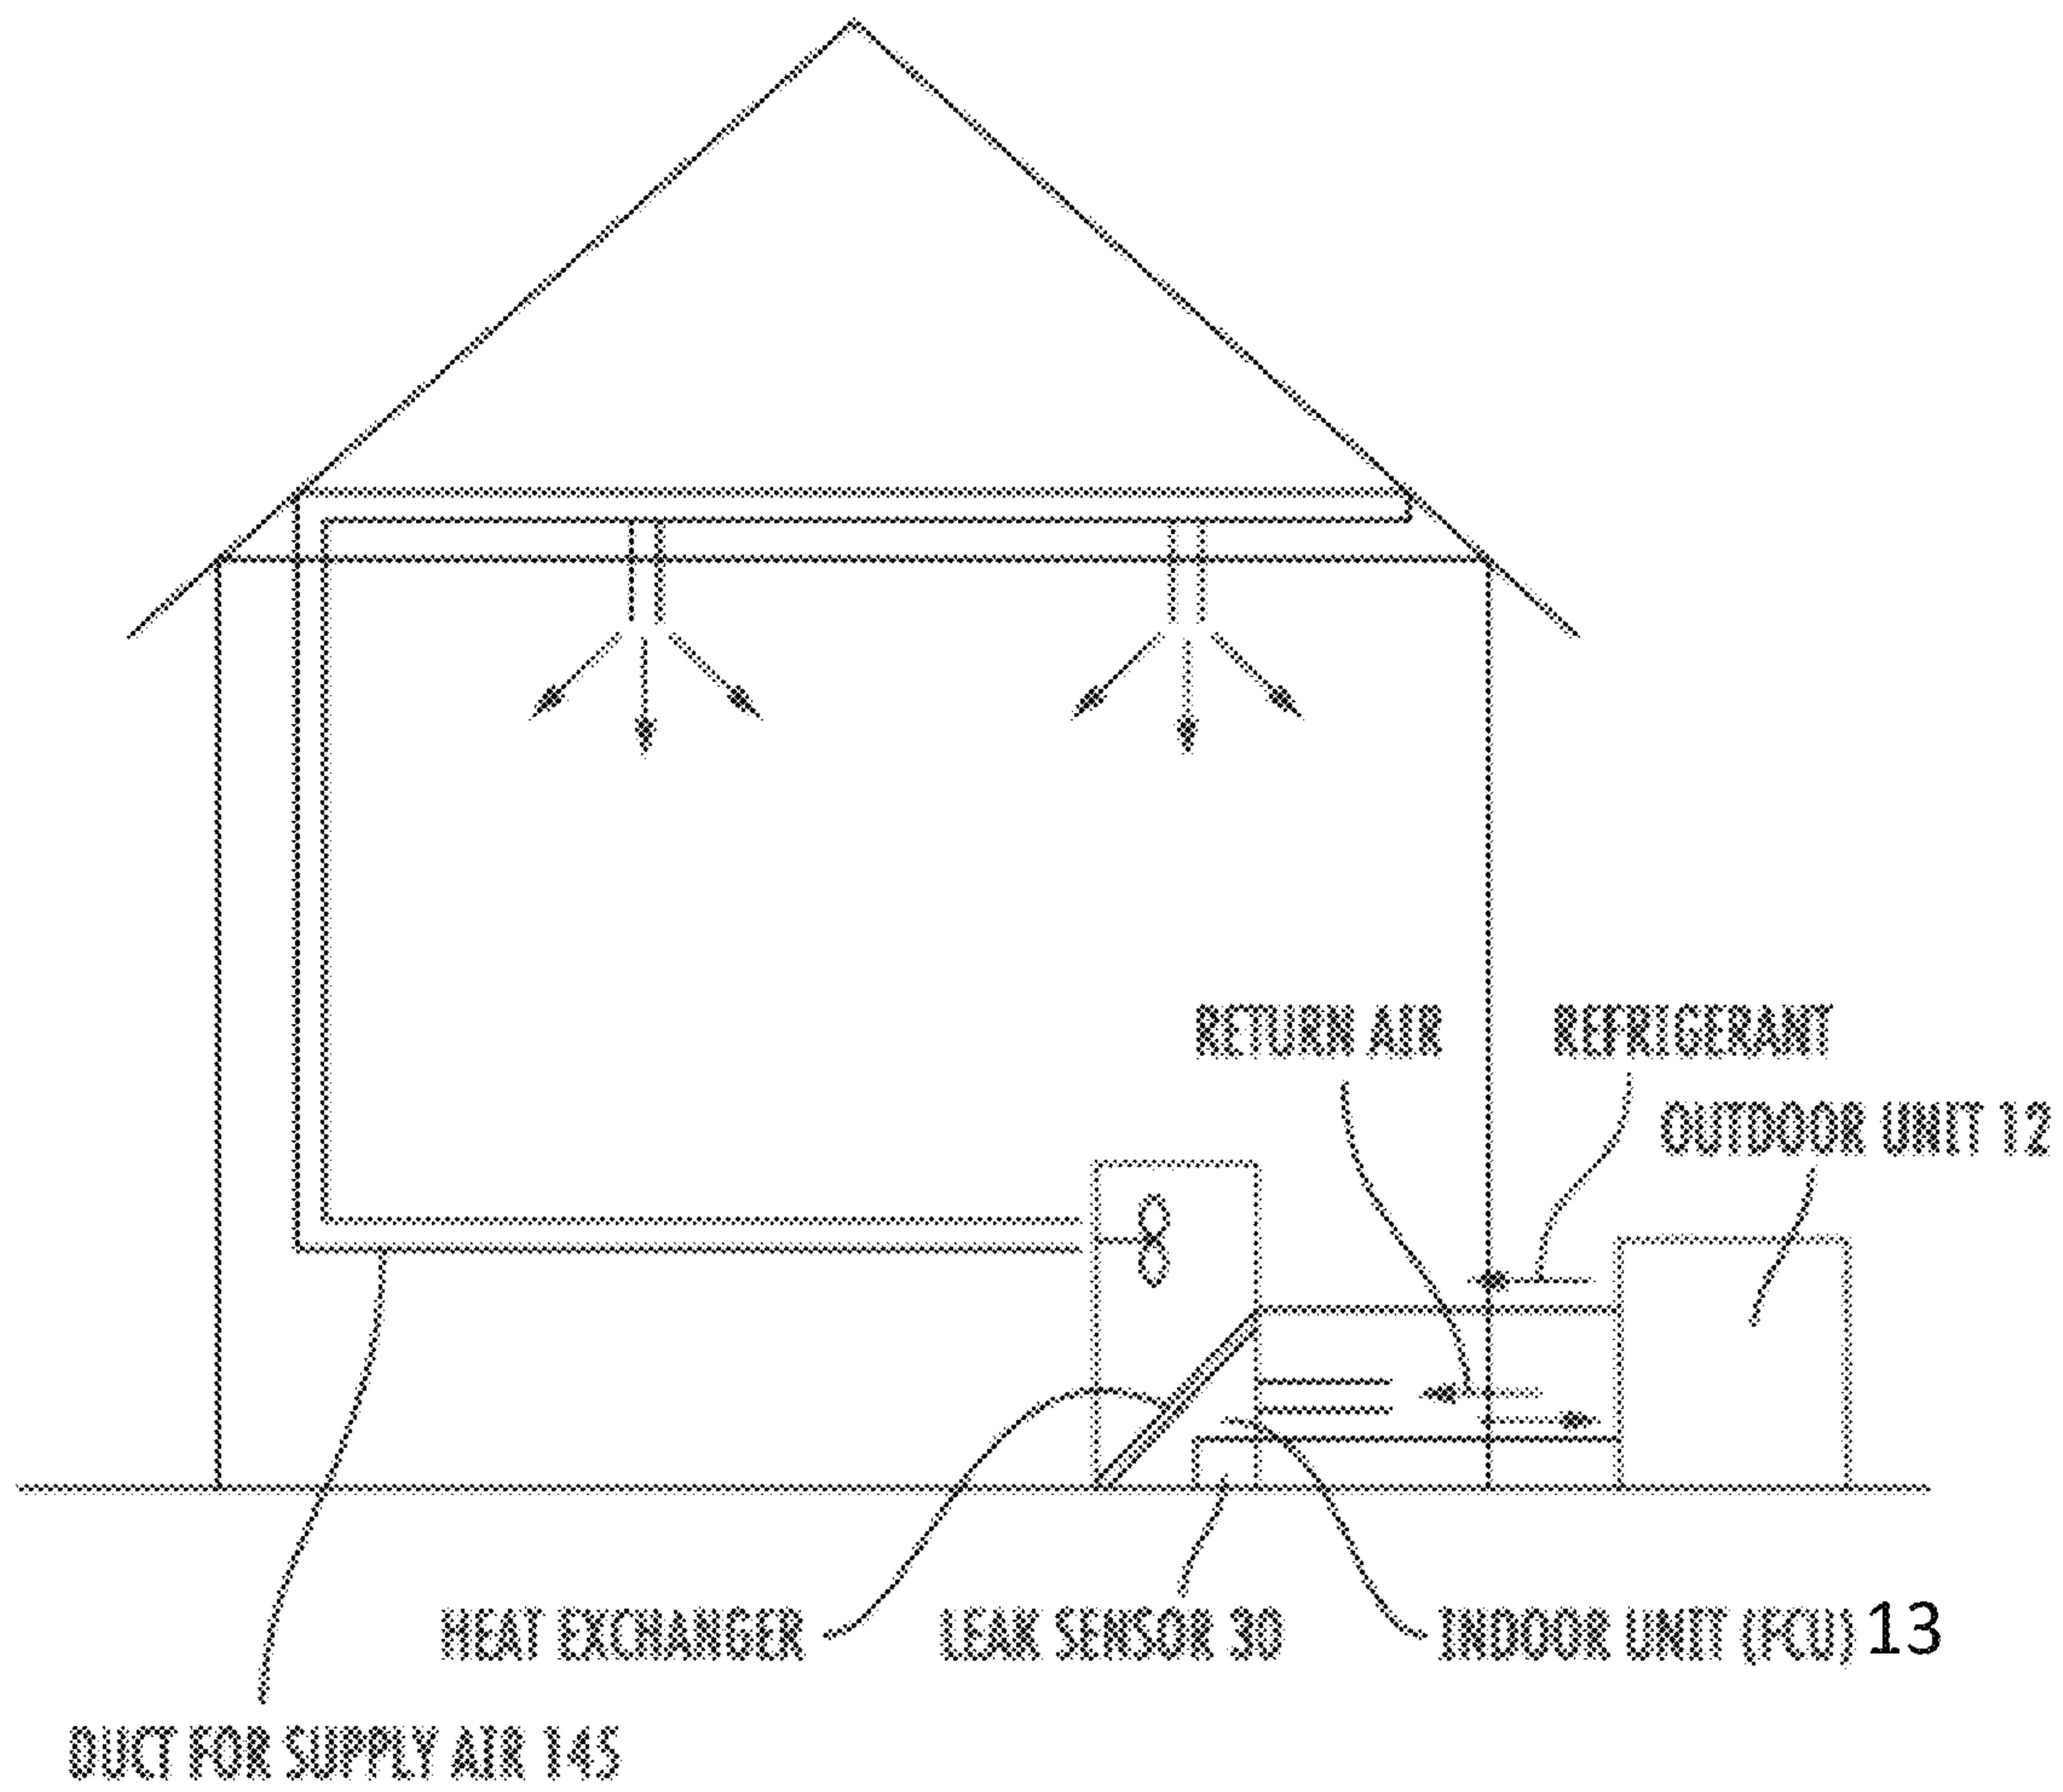 RETURN AIR
REFRIGERANT
OUTDOOR UNIT 12
HEAT EXCHANGER
LEAK SENSOR 30
INDOOR UNIT (FCU) 13
DUCT FOR SUPPLY AIR 145